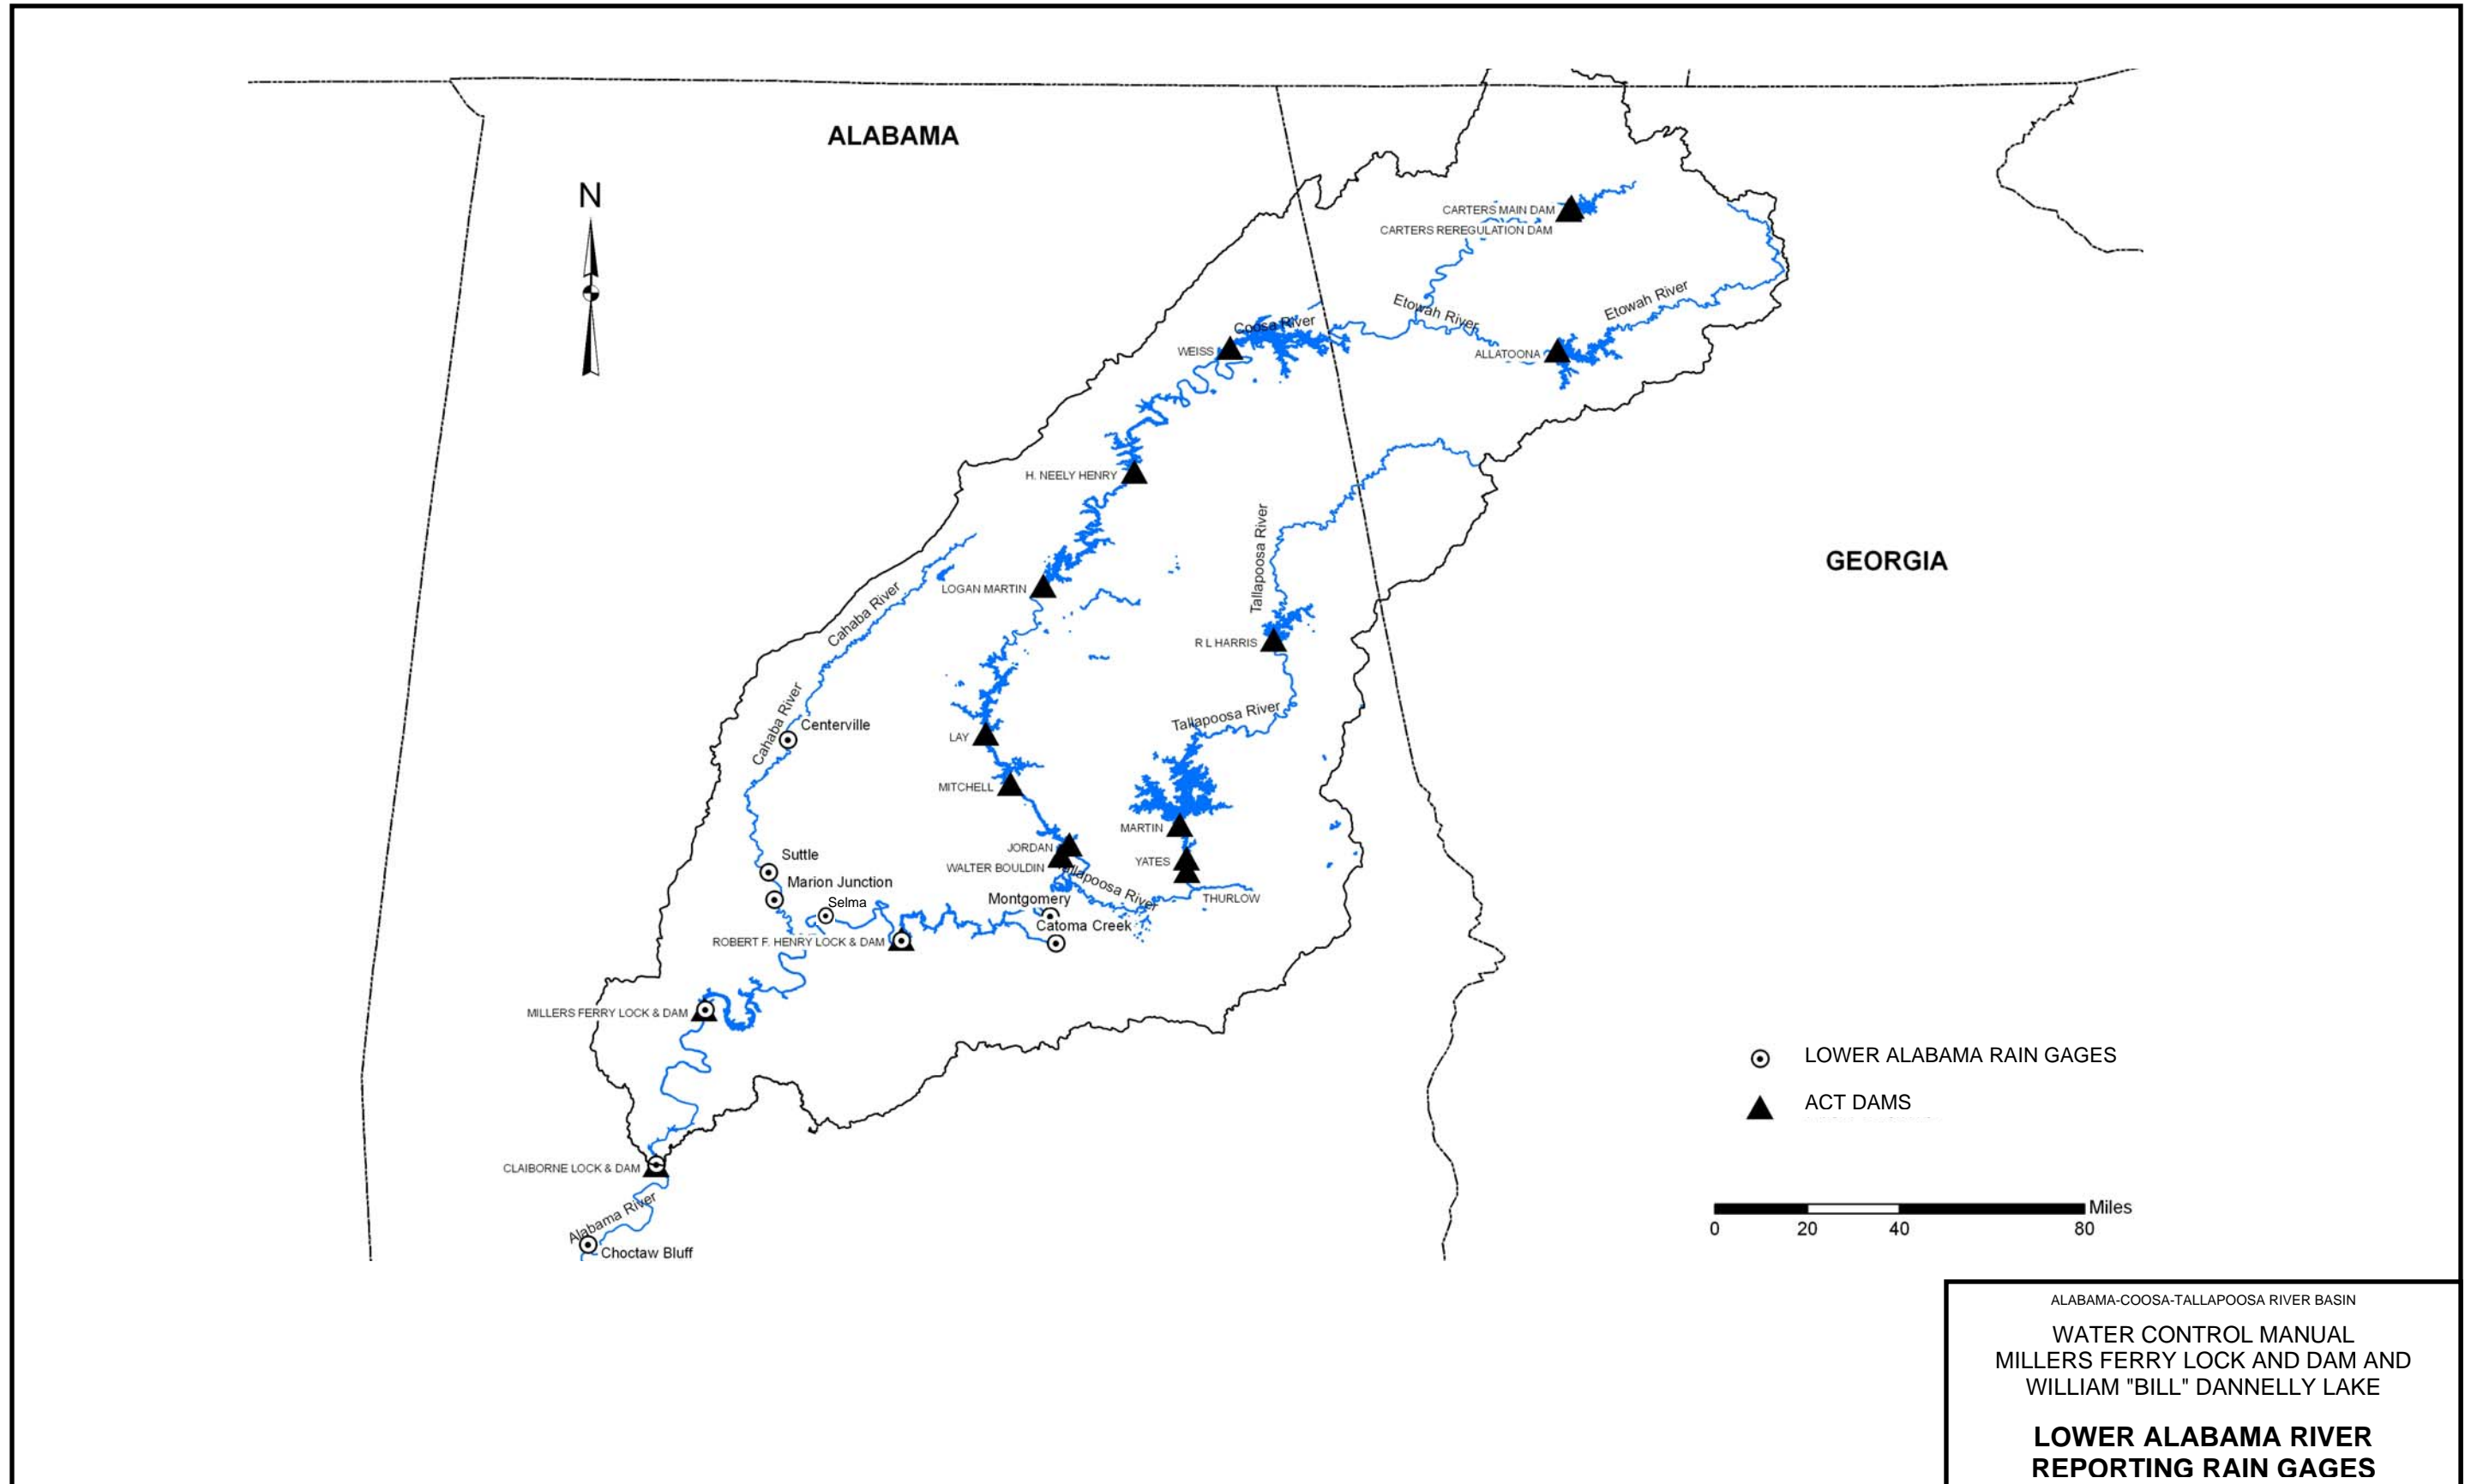 ALABAMA
N
CARTERS MAIN DAM
CARTERS REREGULATION DAM
Etowah River
Etowah River
Coosa River
WEISS
ALLATOONA
H. NEELY HENRY
Tallapoosa River
GEORGIA
LOGAN MARTIN
Cahaba River
R L HARRIS
Cahaba River
Centerville
Tallapoosa River
LAY
MITCHELL
MARTIN
JORDAN
WALTER BOULDIN
YATES
Tallapoosa River
THURLOW
Suttle
Marion Junction
Selma
Montgomery
Catoma Creek
ROBERT F. HENRY LOCK & DAM
MILLERS FERRY LOCK & DAM
CLAIBORNE LOCK & DAM
Alabama River
Choctaw Bluff
LOWER ALABAMA RAIN GAGES
ACT DAMS
Miles
0 20 40 80
ALABAMA-COOSA-TALLAPOOSA RIVER BASIN
WATER CONTROL MANUAL
MILLERS FERRY LOCK AND DAM AND
WILLIAM "BILL" DANNELLY LAKE
LOWER ALABAMA RIVER
REPORTING RAIN GAGES